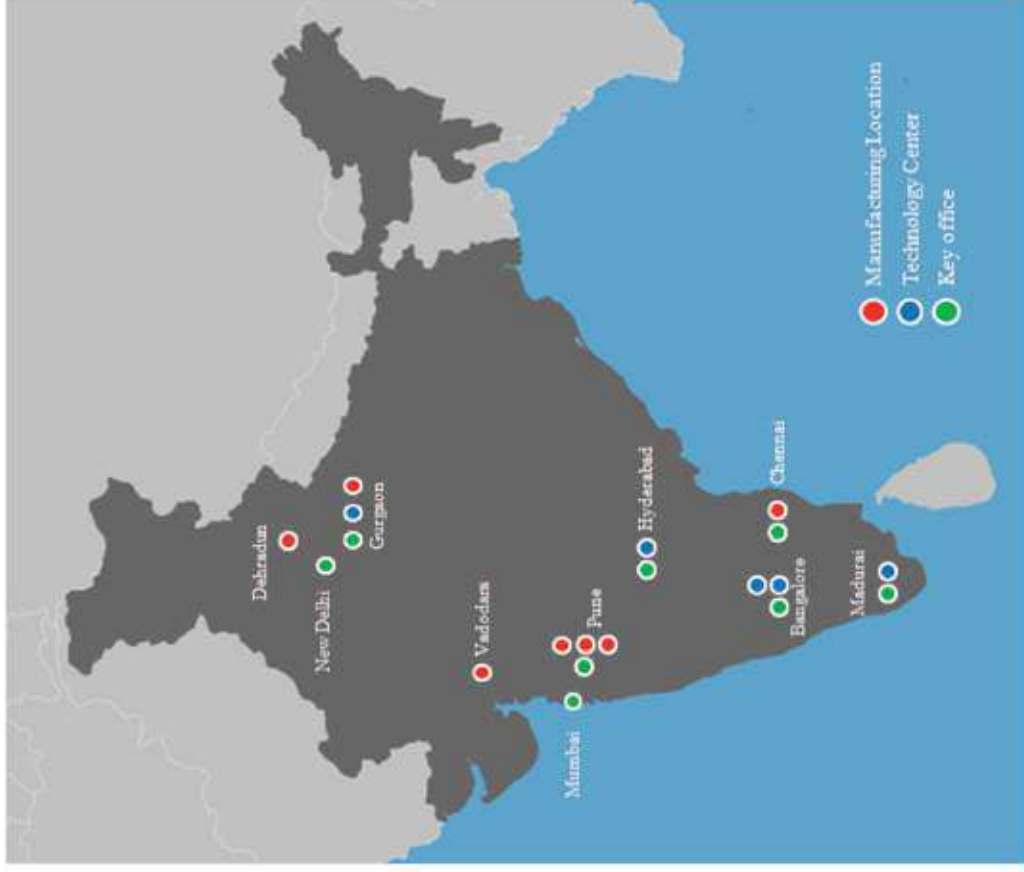 Dehradun
New Delhi
Gurgaon
Vadodara
Mumbai
Pune
Hyderabad
Bangalore
Chennai
Madurai
Manufacturing Location
Technology Center
Key office